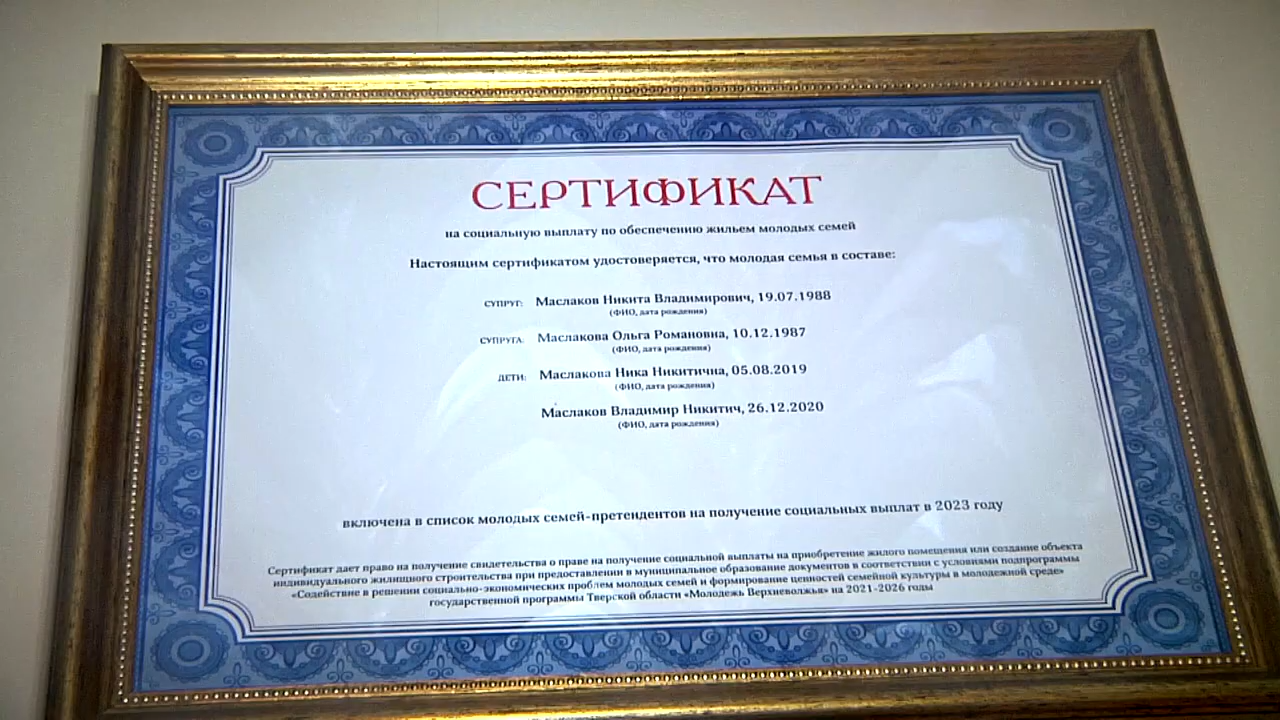 СЕРТИФИКАТ
на социальную выплату по обеспечению жильем молодых семей
Настоящим сертификатом удостоверяется, что молодая семья в составе:
СУПРУГ: Маслаков Никита Владимирович, 19.07.1988
(ФИО, дата рождения)
СУПРУГА: Маслакова Ольга Романовна, 10.12.1987
(ФИО, дата рождения)
ДЕТИ: Маслакова Ника Никитична, 05.08.2019
(ФИО, дата рождения)
Маслаков Владимир Никитич, 26.12.2020
(ФИО, дата рождения)
включена в список молодых семей-претендентов на получение социальных выплат в 2023 году
Сертификат дает право на получение свидетельства о праве на получение социальной выплаты на приобретение жилого помещения или создание объекта
индивидуального жилищного строительства при предоставлении в муниципальное образование документов в соответствии с условиями подпрограммы
«Содействие в решении социально-экономических проблем молодых семей и формирование ценностей семейной культуры в молодежной среде»
государственной программы Тверской области «Молодежь Верхневолжья» на 2021-2026 годы